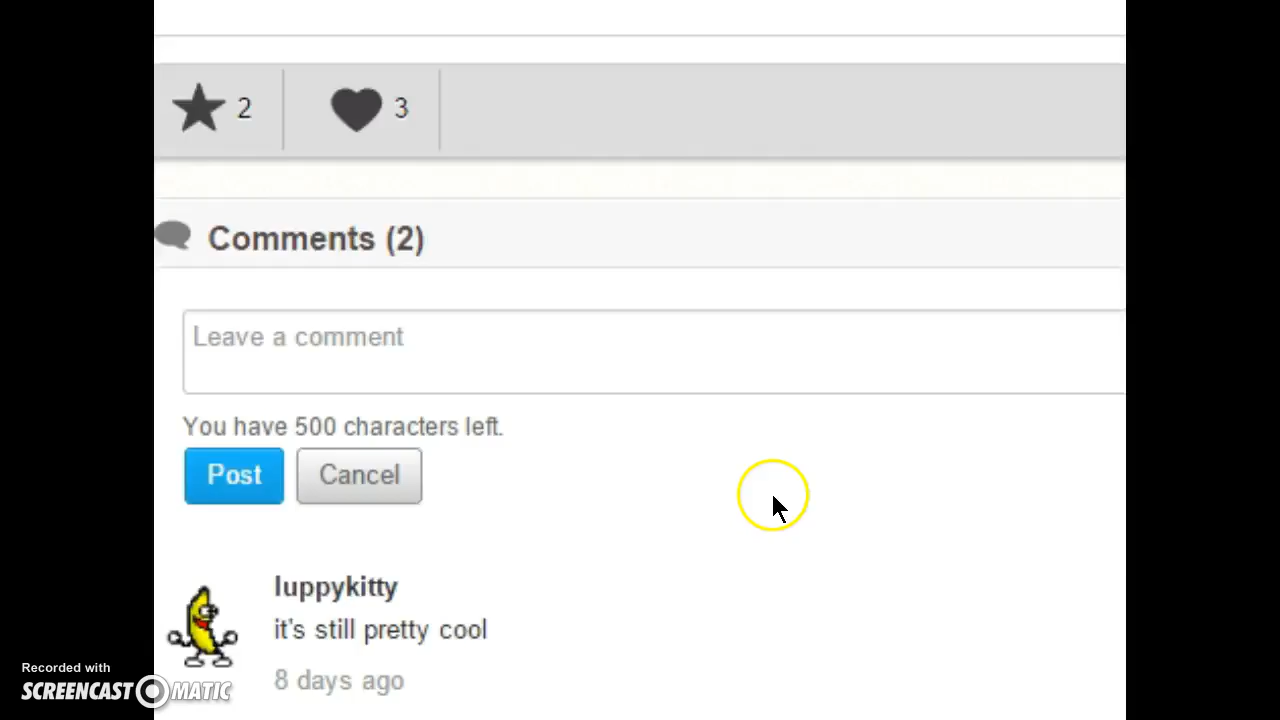 2
3
Comments (2)
Leave a comment
You have 500 characters left.
Post
Cancel
luppykitty
it's still pretty cool
8 days ago
Recorded with
SCREENCAST MATIC